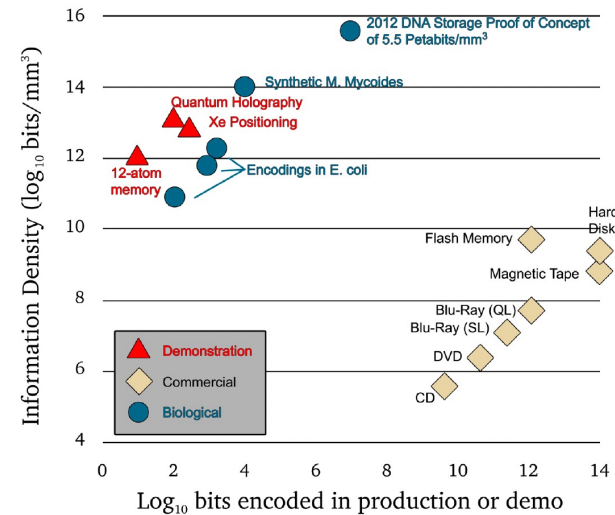 16
2012 DNA Storage Proof of Concept
of 5.5 Petabits/mm³
14
Synthetic M. Mycoides
Quantum Holography
Xe Positioning
12
12-atom
memory
Encodings in E. coli
10
Hard
Disk
Flash Memory
Magnetic Tape
8
Blu-Ray (QL)
Blu-Ray (SL)
DVD
CD
6
4
Demonstration
Commercial
Biological
0 2 4 6 8 10 12 14
Log₁₀ bits encoded in production or demo
Information Density (log₁₀ bits/mm³)